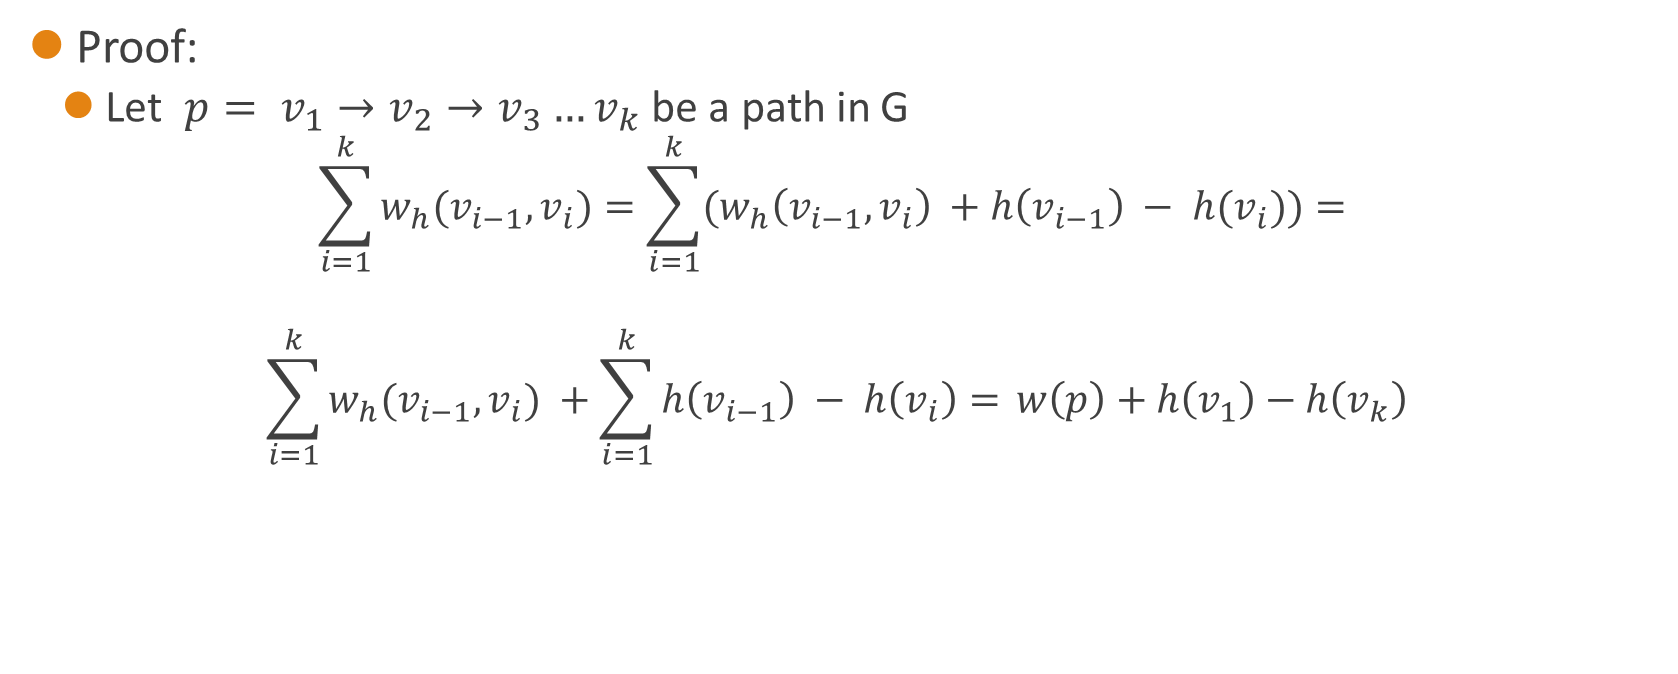 Proof:
Let p = v₁ → v₂ → v₃ … vₖ be a path in G
∑_{i=1}^{k} w_h(v_{i−1}, v_i) = ∑_{i=1}^{k} (w_h(v_{i−1}, v_i) + h(v_{i−1}) − h(v_i)) =
∑_{i=1}^{k} w_h(v_{i−1}, v_i) + ∑_{i=1}^{k} h(v_{i−1}) − h(v_i) = w(p) + h(v₁) − h(vₖ)